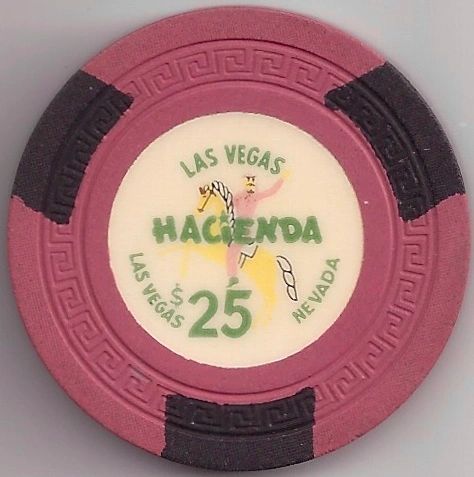 LAS VEGAS
HACIENDA
LAS VEGAS
$25
NEVADA